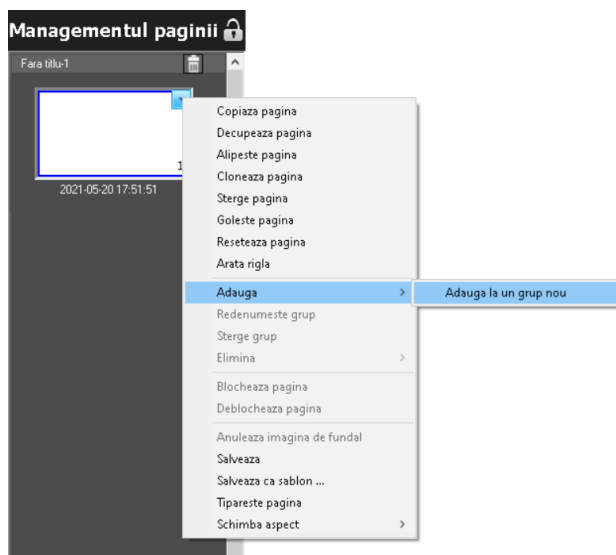 Managementul paginii
Fara titlu-1
1
2021-05-20 17:51:51
Copiaza pagina
Decupeaza pagina
Alipeste pagina
Cloneaza pagina
Sterge pagina
Goleste pagina
Reseteaza pagina
Arata rigla
Adauga
Adauga la un grup nou
Redenumeste grup
Sterge grup
Elimina
Blocheaza pagina
Deblocheaza pagina
Anuleaza imagina de fundal
Salveaza
Salveaza ca sablon ...
Tipareste pagina
Schimba aspect